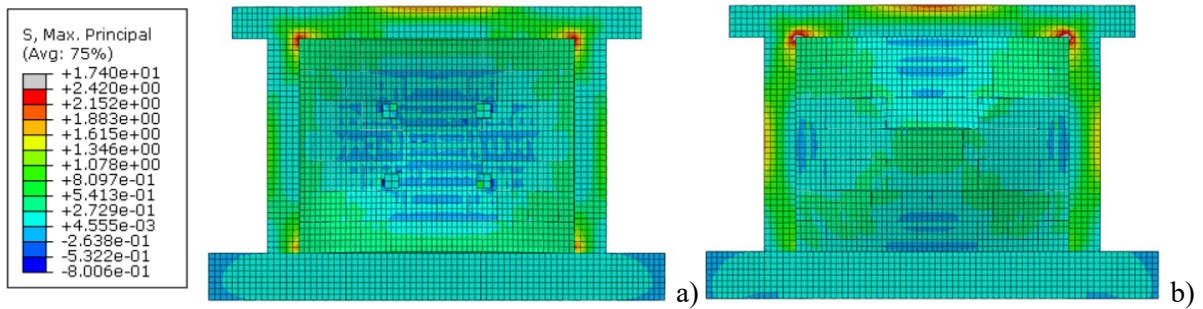 S, Max. Principal
(Avg: 75%)
+1.740e+01
+2.420e+00
+2.152e+00
+1.883e+00
+1.615e+00
+1.346e+00
+1.078e+00
+8.097e-01
+5.413e-01
+2.729e-01
+4.555e-03
-2.638e-01
-5.322e-01
-8.006e-01
a)
b)